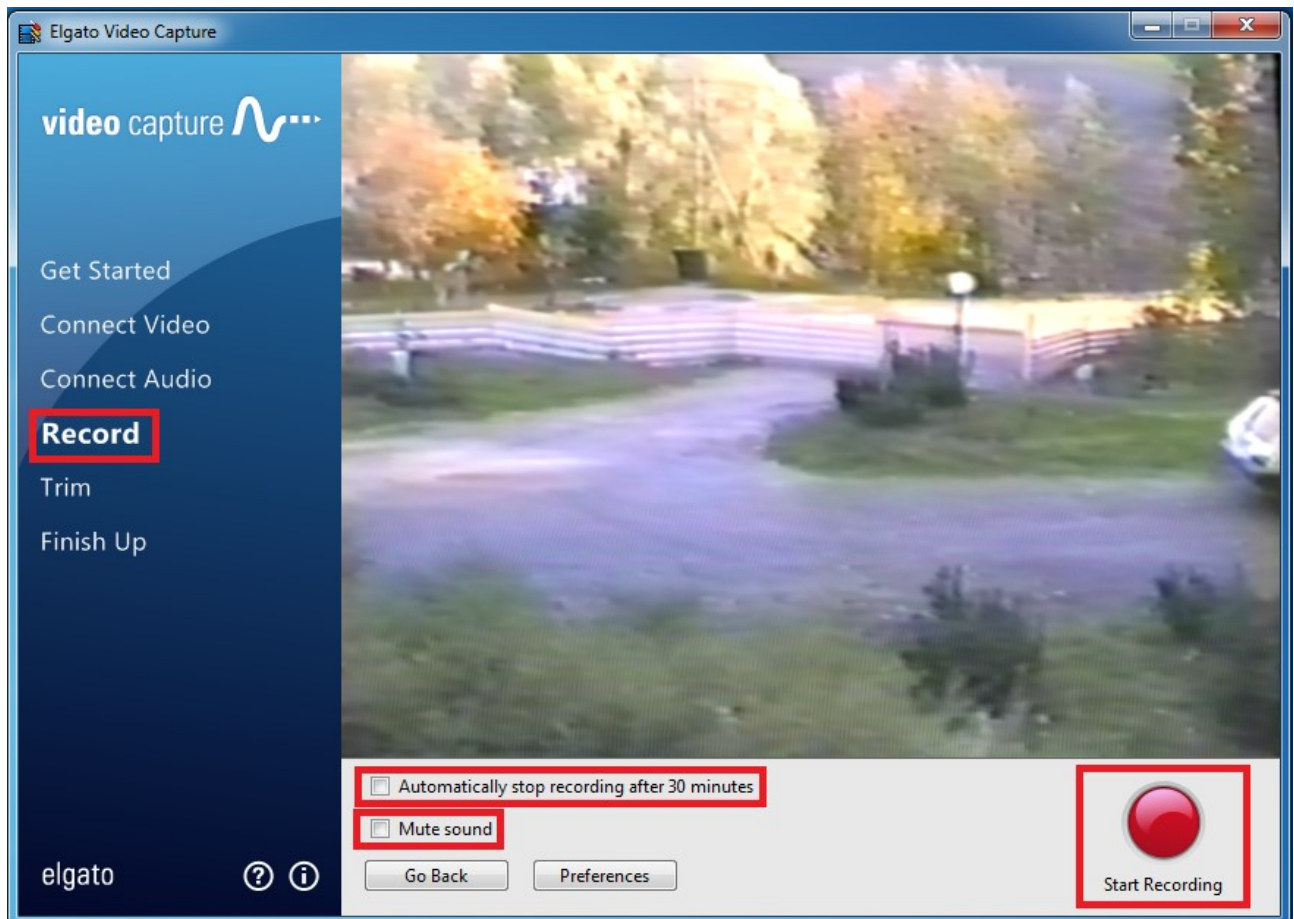 Elgato Video Capture
video capture
Get Started
Connect Video
Connect Audio
Record
Trim
Finish Up
Automatically stop recording after 30 minutes
Mute sound
Go Back
Preferences
Start Recording
elgato